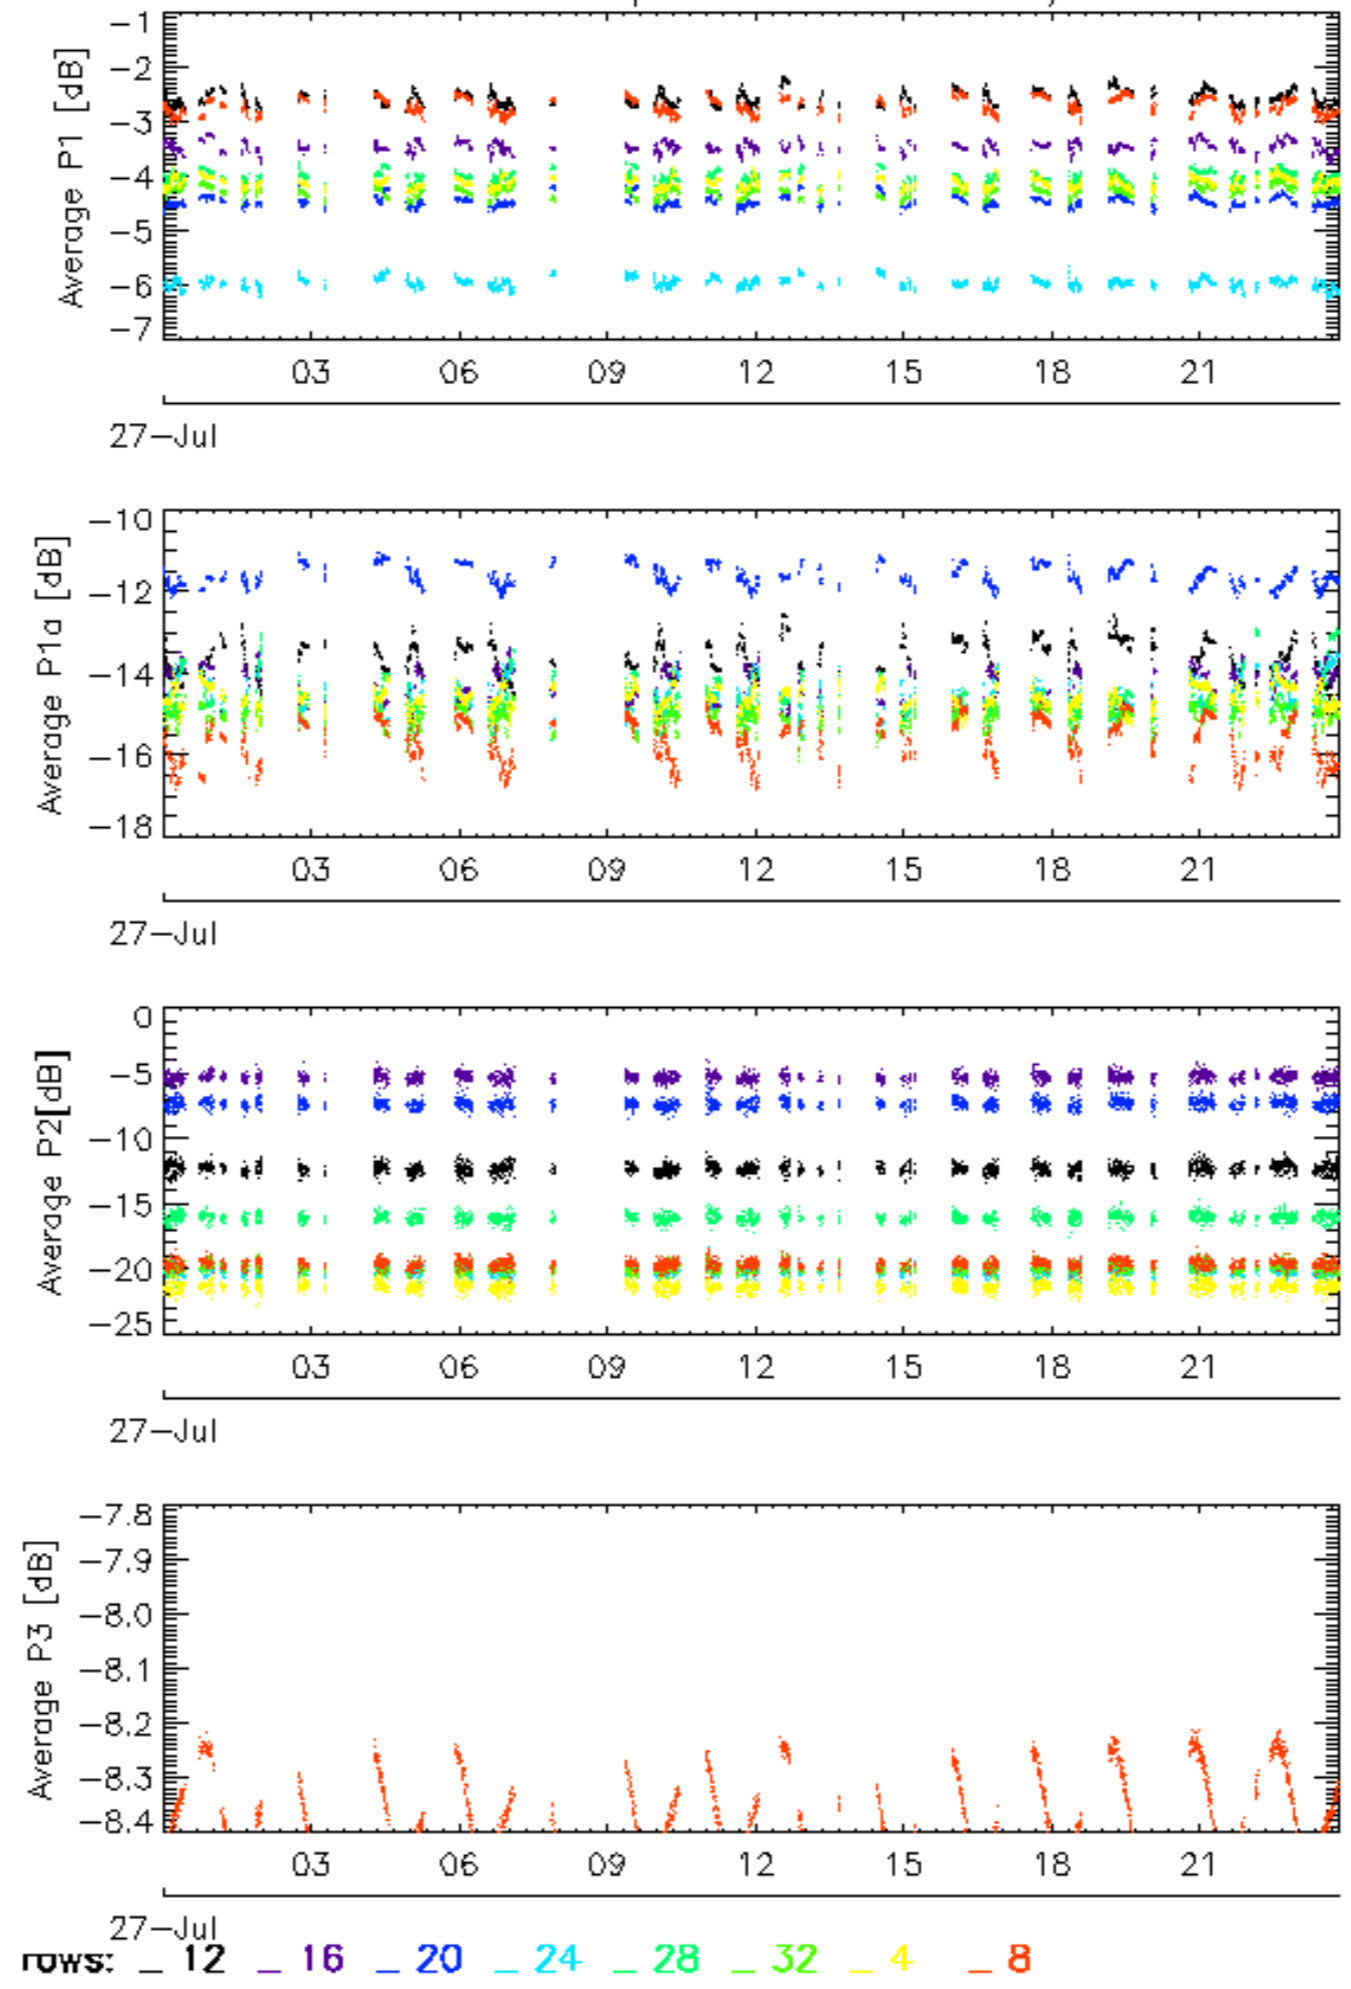 Average P1 [dB]
-1
-2
-3
-4
-5
-6
-7
03 06 09 12 15 18 21
27-Jul
Average P1a [dB]
-10
-12
-14
-16
-18
03 06 09 12 15 18 21
27-Jul
Average P2[dB]
0
-5
-10
-15
-20
-25
03 06 09 12 15 18 21
27-Jul
Average P3 [dB]
-7.8
-7.9
-8.0
-8.1
-8.2
-8.3
-8.4
03 06 09 12 15 18 21
27-Jul
rows: _ 12 _ 16 _ 20 _ 24 _ 28 _ 32 _ 4 _ 8